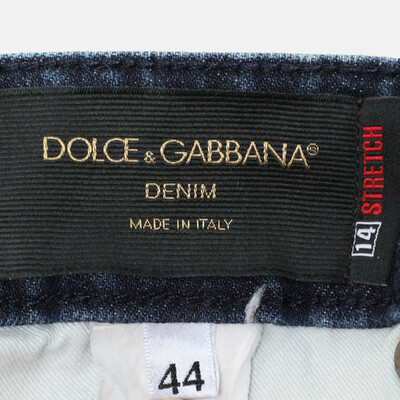 DOLCE & GABBANA®
DENIM
MADE IN ITALY
14 STRETCH
44